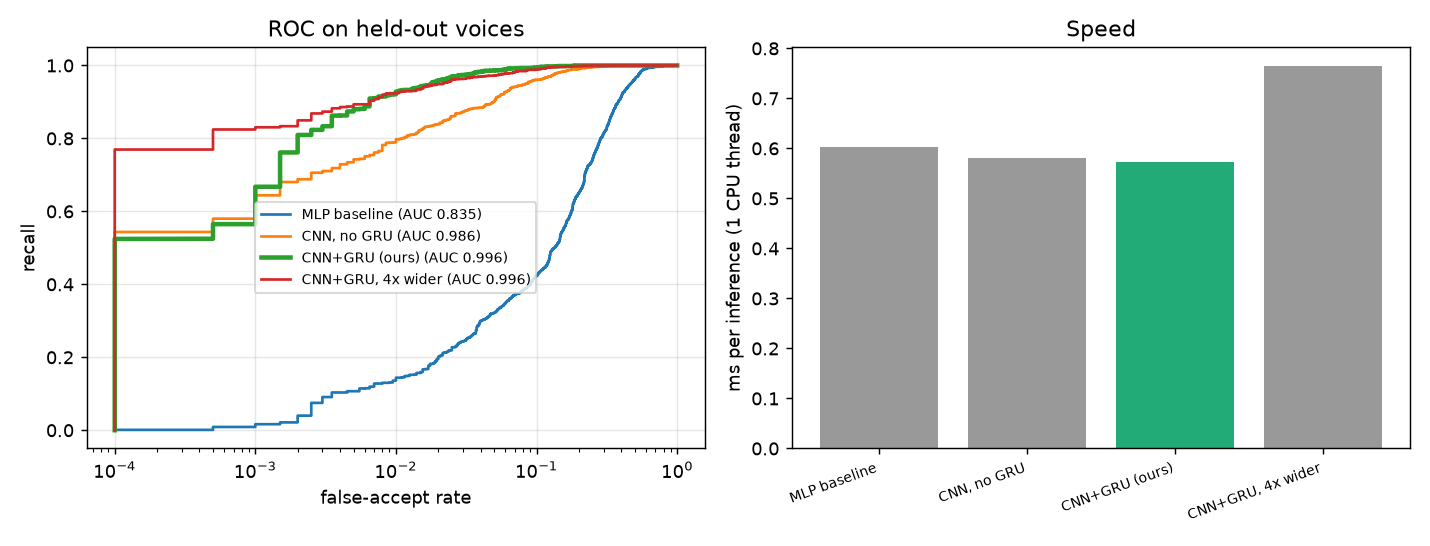 ROC on held-out voices
recall
1.0
0.8
0.6
0.4
0.2
0.0
MLP baseline (AUC 0.835)
CNN, no GRU (AUC 0.986)
CNN+GRU (ours) (AUC 0.996)
CNN+GRU, 4x wider (AUC 0.996)
10⁻⁴ 10⁻³ 10⁻² 10⁻¹ 10⁰
false-accept rate
Speed
ms per inference (1 CPU thread)
0.8
0.7
0.6
0.5
0.4
0.3
0.2
0.1
0.0
MLP baseline
CNN, no GRU
CNN+GRU (ours)
CNN+GRU, 4x wider